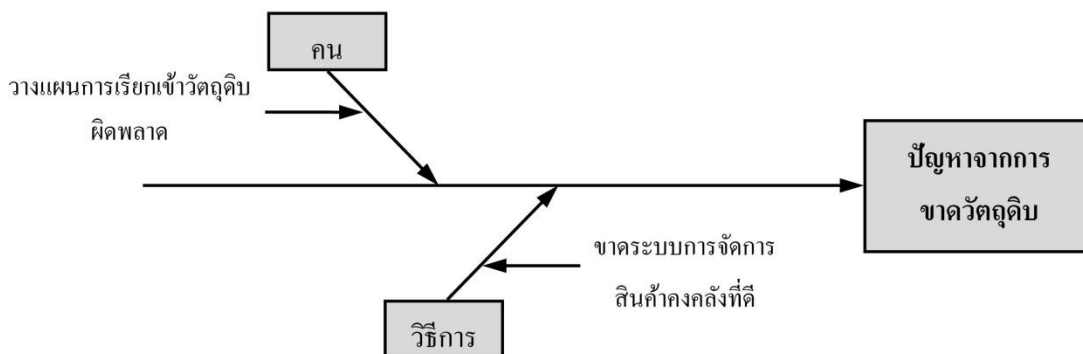 คน
วางแผนการเรียกเข้าวัตถุดิบ
ผิดพลาด
ปัญหาจากการ
ขาดวัตถุดิบ
ขาดระบบการจัดการ
สินค้าคงคลังที่ดี
วิธีการ